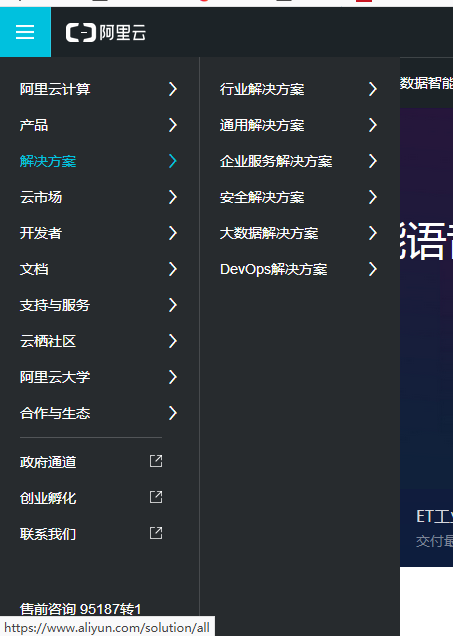 阿里云
阿里云计算
产品
解决方案
云市场
开发者
文档
支持与服务
云栖社区
阿里云大学
合作与生态
政府通道
创业孵化
联系我们
售前咨询 95187转1
行业解决方案
通用解决方案
企业服务解决方案
安全解决方案
大数据解决方案
DevOps解决方案
数据智能
能语音
ET工业
交付最
https://www.aliyun.com/solution/all